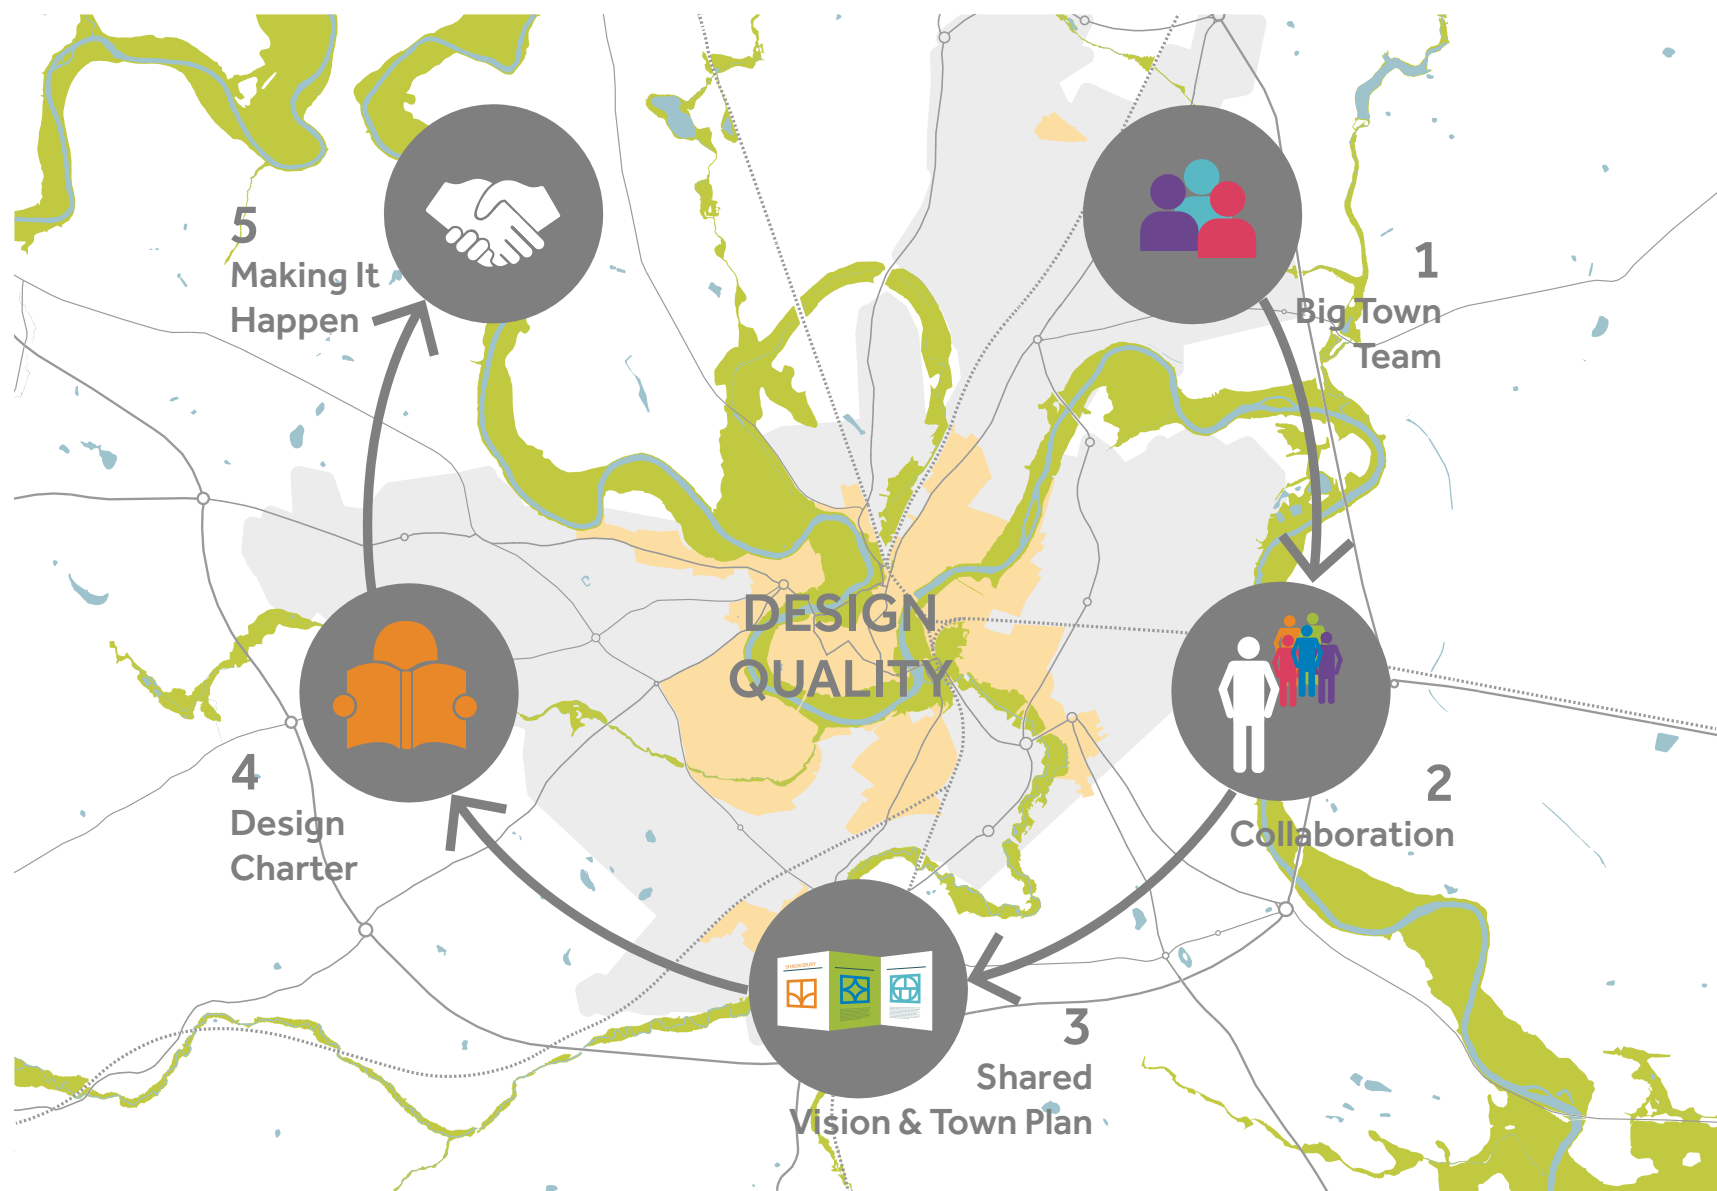 1
Big Town
Team
2
Collaboration
3
Shared
Vision & Town Plan
4
Design
Charter
5
Making It
Happen
DESIGN
QUALITY
SHREWSBURY